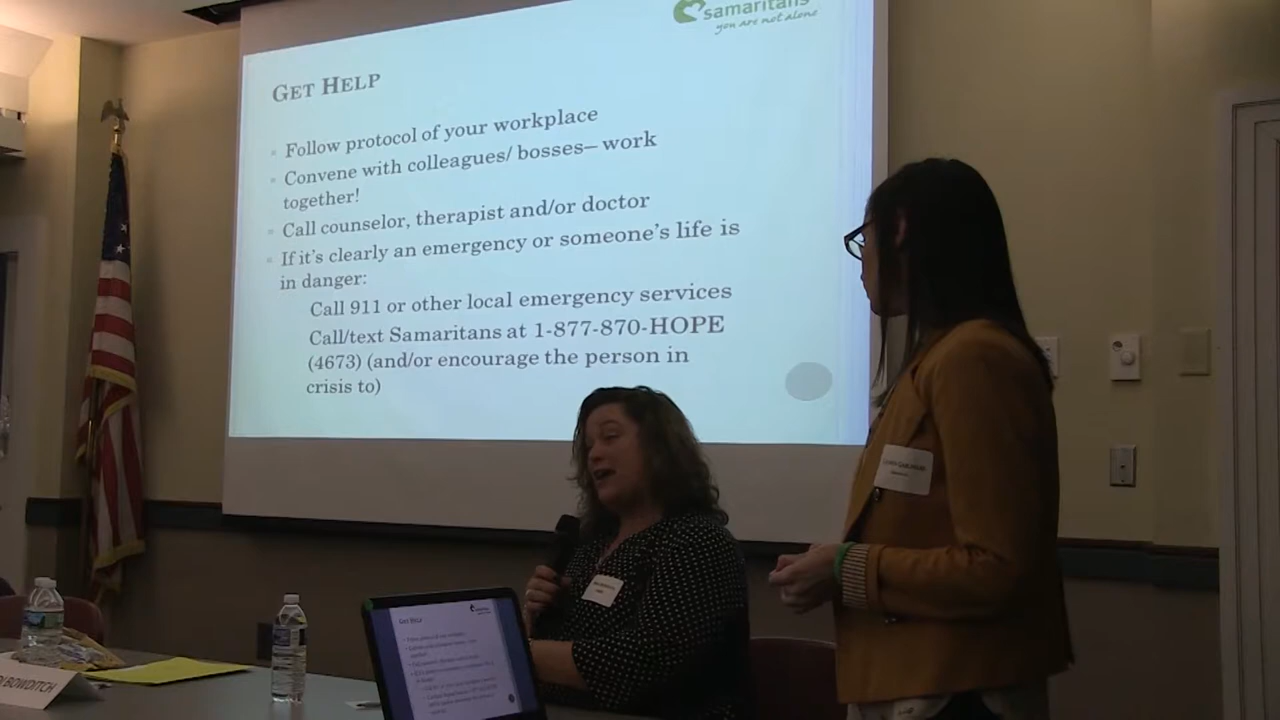 samaritans
you are not alone
GET HELP
Follow protocol of your workplace
Convene with colleagues/ bosses– work
together!
Call counselor, therapist and/or doctor
If it's clearly an emergency or someone's life is
in danger:
Call 911 or other local emergency services
Call/text Samaritans at 1-877-870-HOPE
(4673) (and/or encourage the person in
crisis to)
GET HELP
BOWDITCH